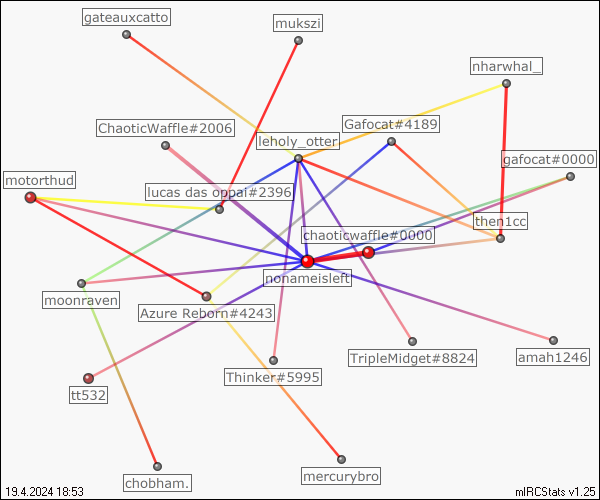 gateauxcatto
mukszi
nharwhal_
ChaoticWaffle#2006
Gafocat#4189
leholy_otter
gafocat#0000
motorthud
lucas das oppai#2396
then1cc
chaoticwaffle#0000
nonameisleft
moonraven
Azure Reborn#4243
TripleMidget#8824
amah1246
Thinker#5995
tt532
chobham.
mercurybro
19.4.2024 18:53
mIRCStats v1.25